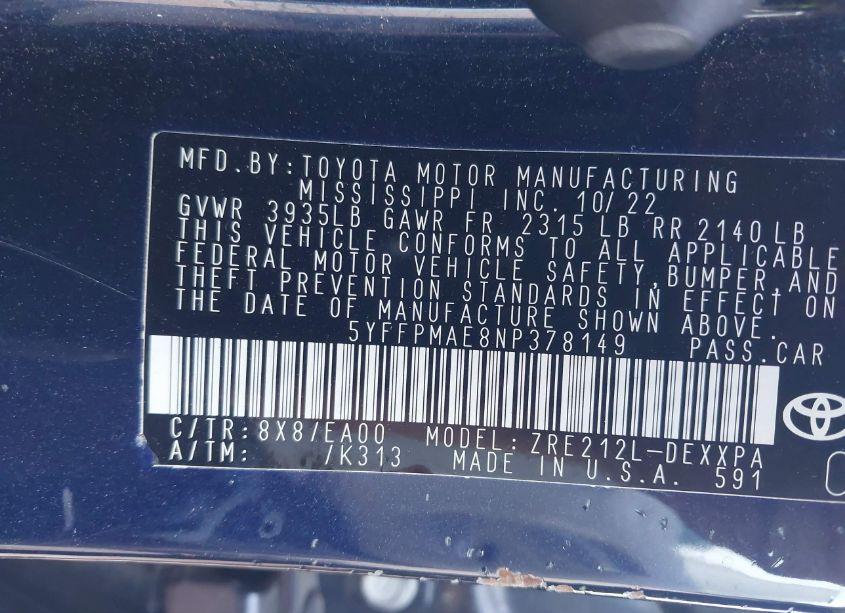 MFD.BY:TOYOTA MOTOR MANUFACTURING
MISSISSIPPI INC. 10/22
GVWR 3935LB GAWR FR 2315 LB RR 2140 LB
THIS VEHICLE CONFORMS TO ALL APPLICABLE
FEDERAL MOTOR VEHICLE SAFETY,BUMPER,AND
THEFT PREVENTION STANDARDS IN EFFECT ON
THE DATE OF MANUFACTURE SHOWN ABOVE.
5YFFPMAE8NP378149 PASS.CAR
C/TR:8X8/EA00 MODEL:ZRE212L-DEXXPA
A/TM: /K313 MADE IN U.S.A. 591